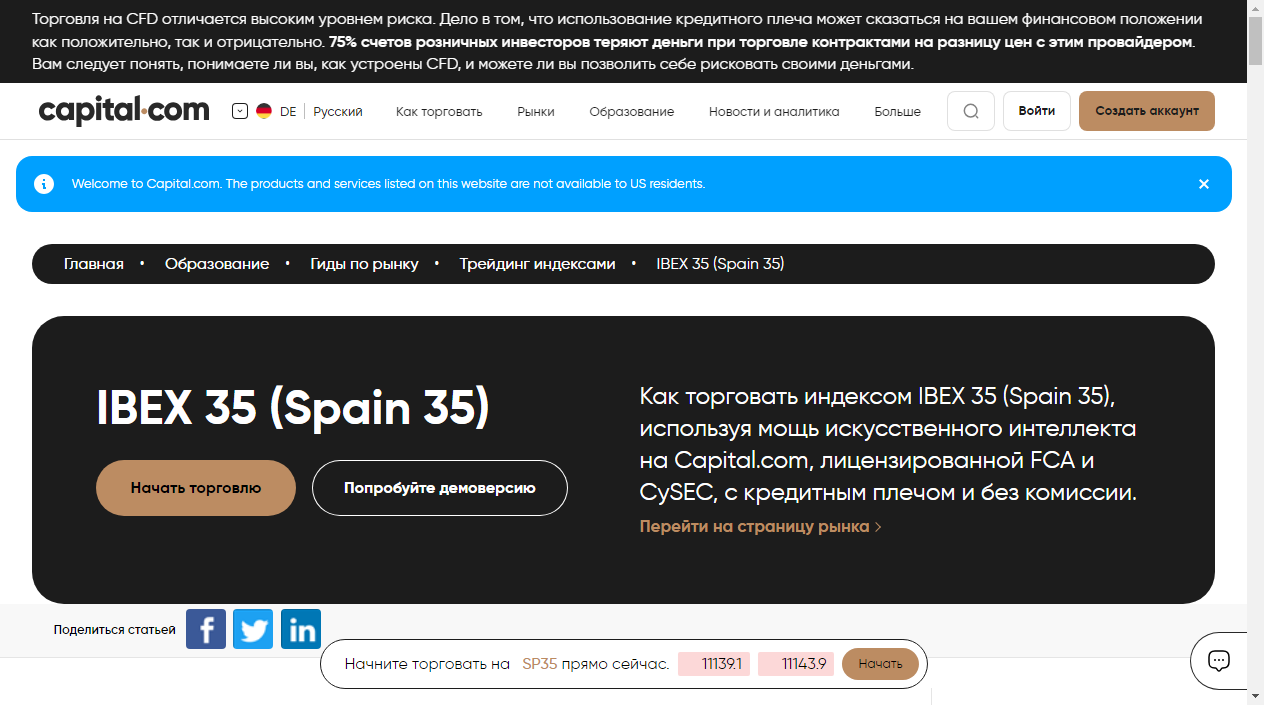 Торговля на CFD отличается высоким уровнем риска. Дело в том, что использование кредитного плеча может сказаться на вашем финансовом положении
как положительно, так и отрицательно. 75% счетов розничных инвесторов теряют деньги при торговле контрактами на разницу цен с этим провайдером.
Вам следует понять, понимаете ли вы, как устроены CFD, и можете ли вы позволить себе рисковать своими деньгами.
capital.com DE Русский Как торговать Рынки Образование Новости и аналитика Больше Войти Создать аккаунт
Welcome to Capital.com. The products and services listed on this website are not available to US residents.
Главная • Образование • Гиды по рынку • Трейдинг индексами • IBEX 35 (Spain 35)
IBEX 35 (Spain 35)
Начать торговлю Попробуйте демоверсию
Как торговать индексом IBEX 35 (Spain 35),
используя мощь искусственного интеллекта
на Capital.com, лицензированной FCA и
CySEC, с кредитным плечом и без комиссии.
Перейти на страницу рынка
Поделиться статьей
Начните торговать на SP35 прямо сейчас. 11139.1 11143.9 Начать